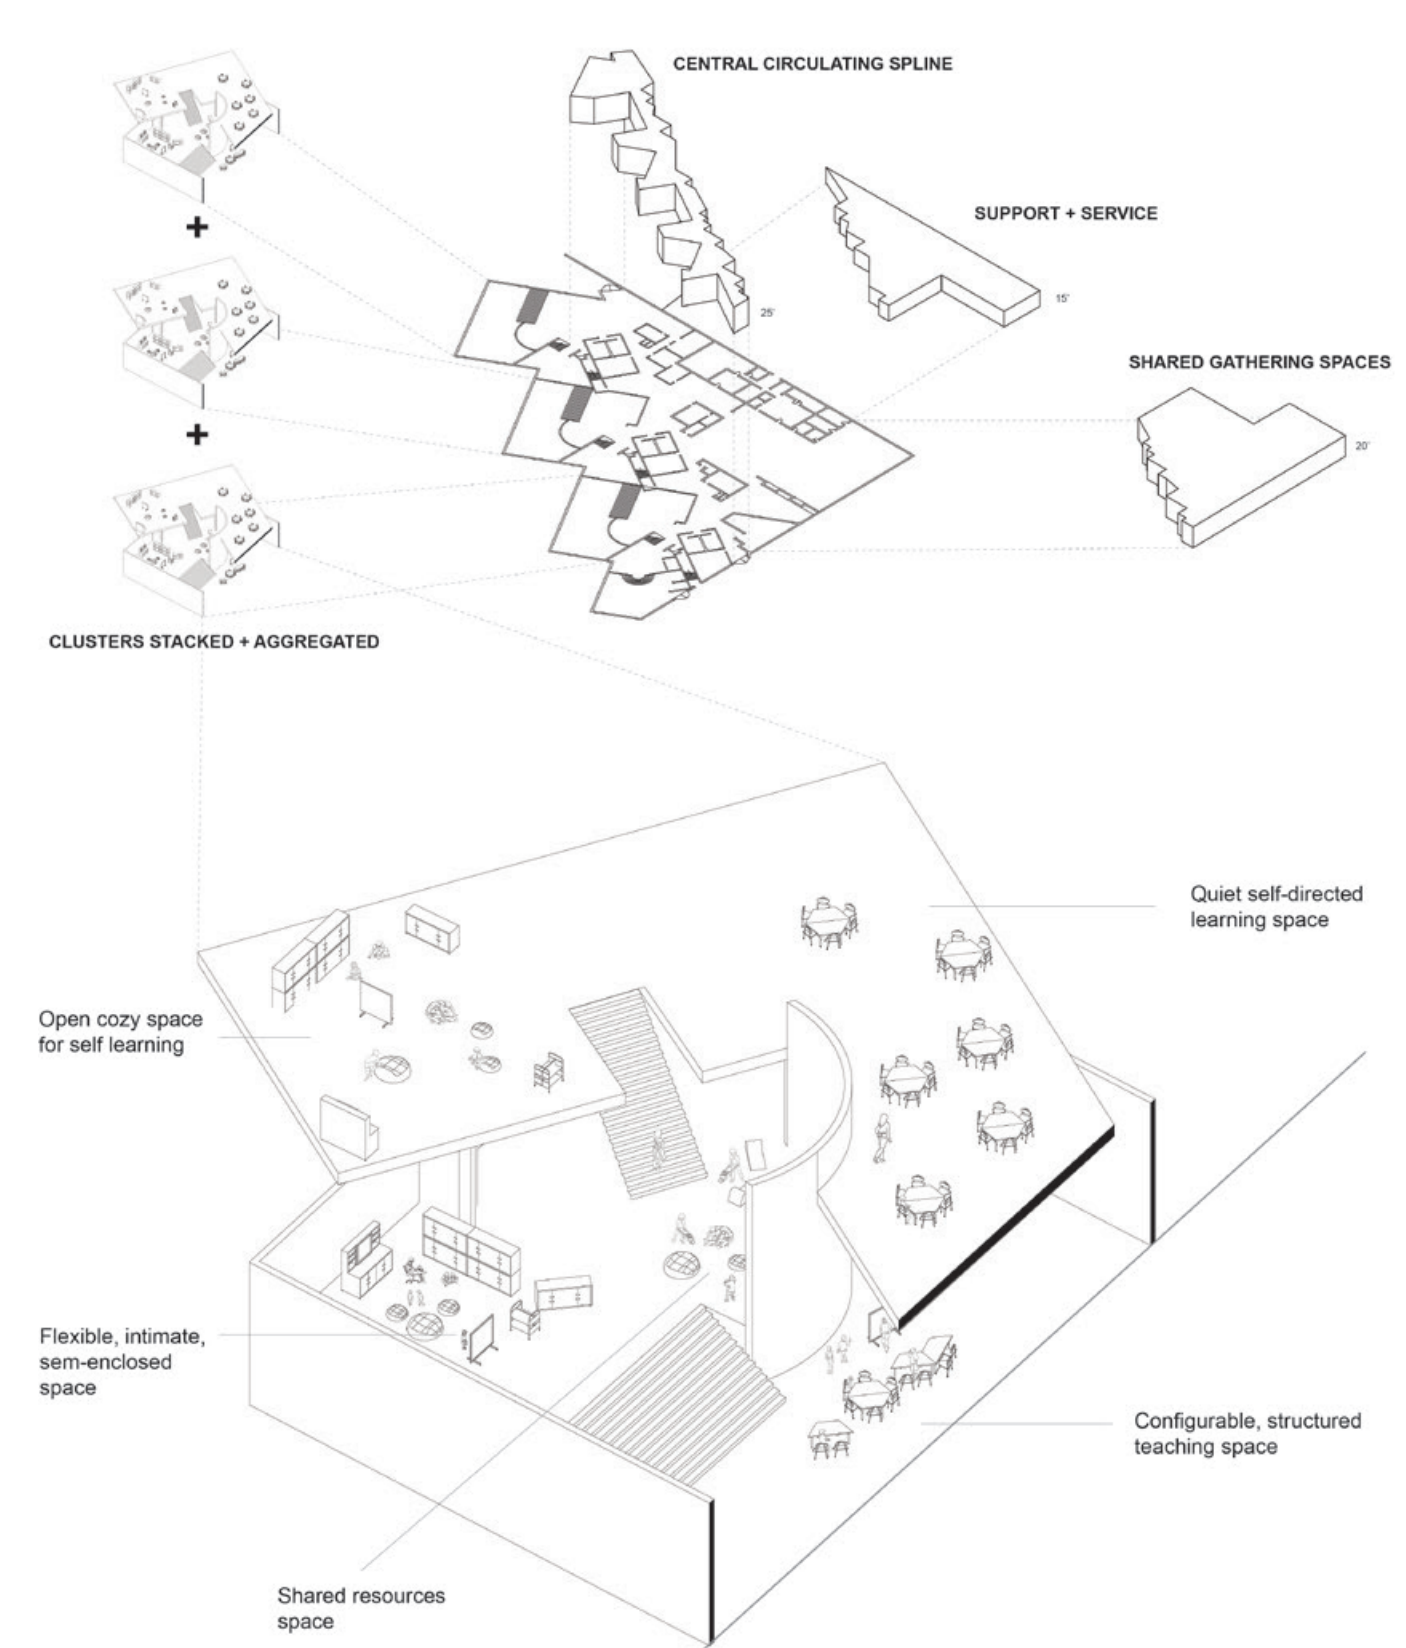 CENTRAL CIRCULATING SPLINE
SUPPORT + SERVICE
15'
25'
SHARED GATHERING SPACES
20'
+
+
CLUSTERS STACKED + AGGREGATED
Quiet self-directed
learning space
Open cozy space
for self learning
Flexible, intimate,
sem-enclosed
space
Configurable, structured
teaching space
Shared resources
space